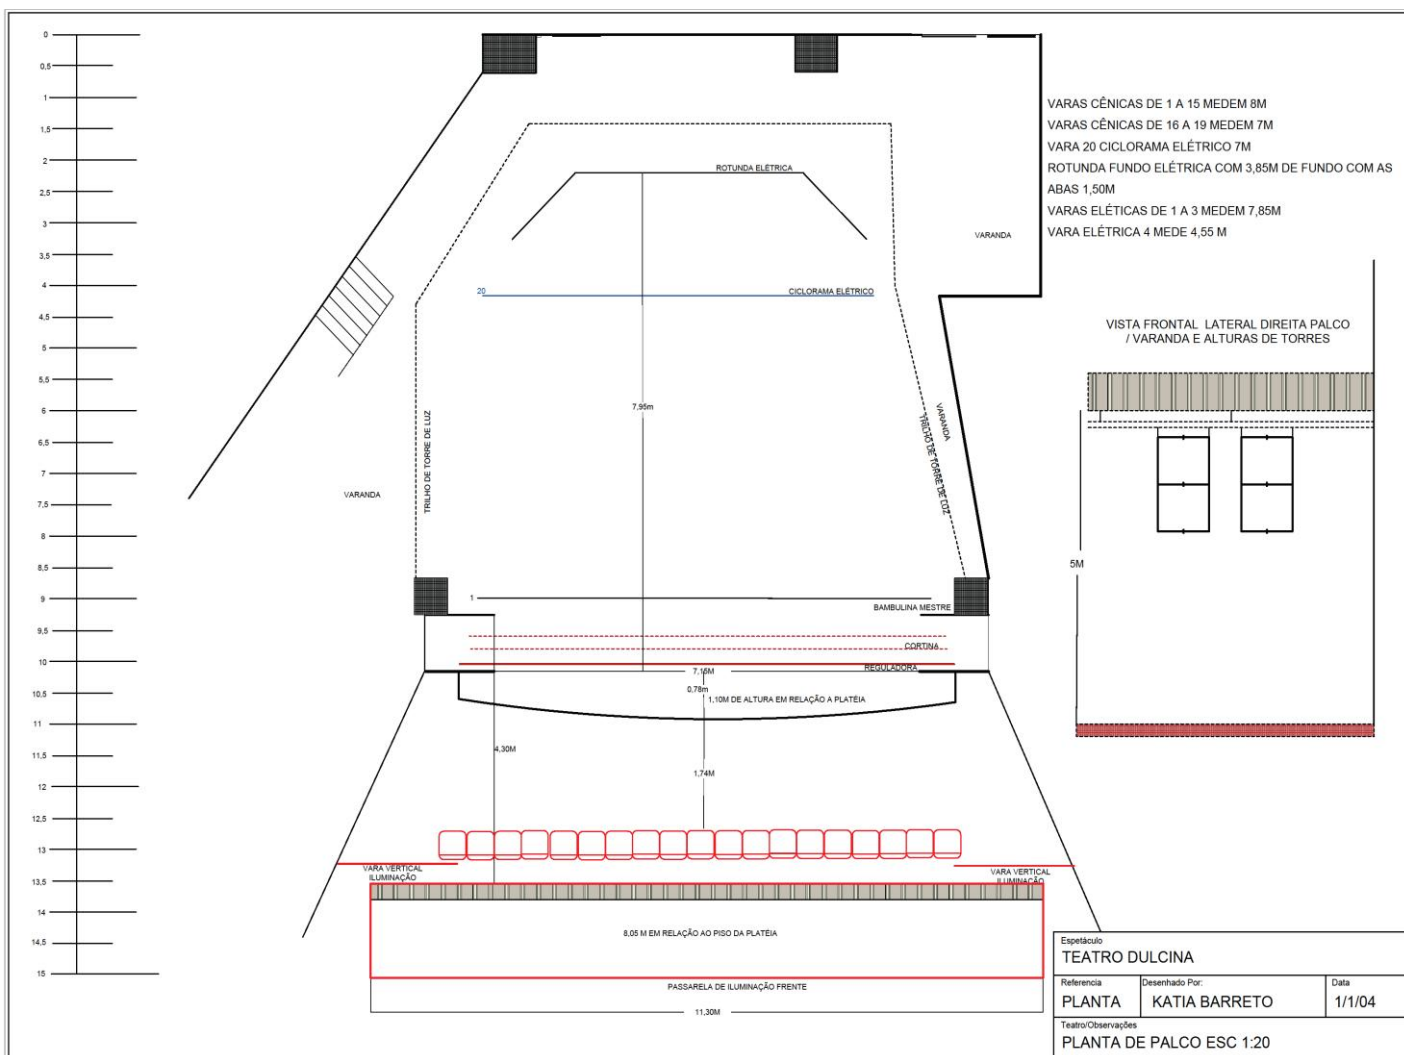 0
0,5
1
1,5
2
2,5
3
3,5
4
4,5
5
5,5
6
6,5
7
7,5
8
8,5
9
9,5
10
10,5
11
11,5
12
12,5
13
13,5
14
14,5
15
VARAS CÊNICAS DE 1 A 15 MEDEM 8M
VARAS CÊNICAS DE 16 A 19 MEDEM 7M
VARA 20 CICLORAMA ELÉTRICO 7M
ROTUNDA FUNDO ELÉTRICA COM 3,85M DE FUNDO COM AS
ABAS 1,50M
VARAS ELÉTICAS DE 1 A 3 MEDEM 7,85M
VARA ELÉTRICA 4 MEDE 4,55 M
ROTUNDA ELÉTRICA
VARANDA
20
CICLORAMA ELÉTRICO
VISTA FRONTAL LATERAL DIREITA PALCO
/ VARANDA E ALTURAS DE TORRES
7,95m
VARANDA
TRILHO DE TORRE DE LUZ
TRILHO DE TORRE DE LUZ
VARANDA
5M
1
BAMBULINA MESTRE
CORTINA
REGULADORA
7,15M
0,78m
1,10M DE ALTURA EM RELAÇÃO A PLATÉIA
4,30M
1,74M
VARA VERTICAL
ILUMINAÇÃO
VARA VERTICAL
ILUMINAÇÃO
8,05 M EM RELAÇÃO AO PISO DA PLATÉIA
PASSARELA DE ILUMINAÇÃO FRENTE
11,30M
Espetáculo
TEATRO DULCINA
Referencia
PLANTA
Desenhado Por:
KATIA BARRETO
Data
1/1/04
Teatro/Observações
PLANTA DE PALCO ESC 1:20